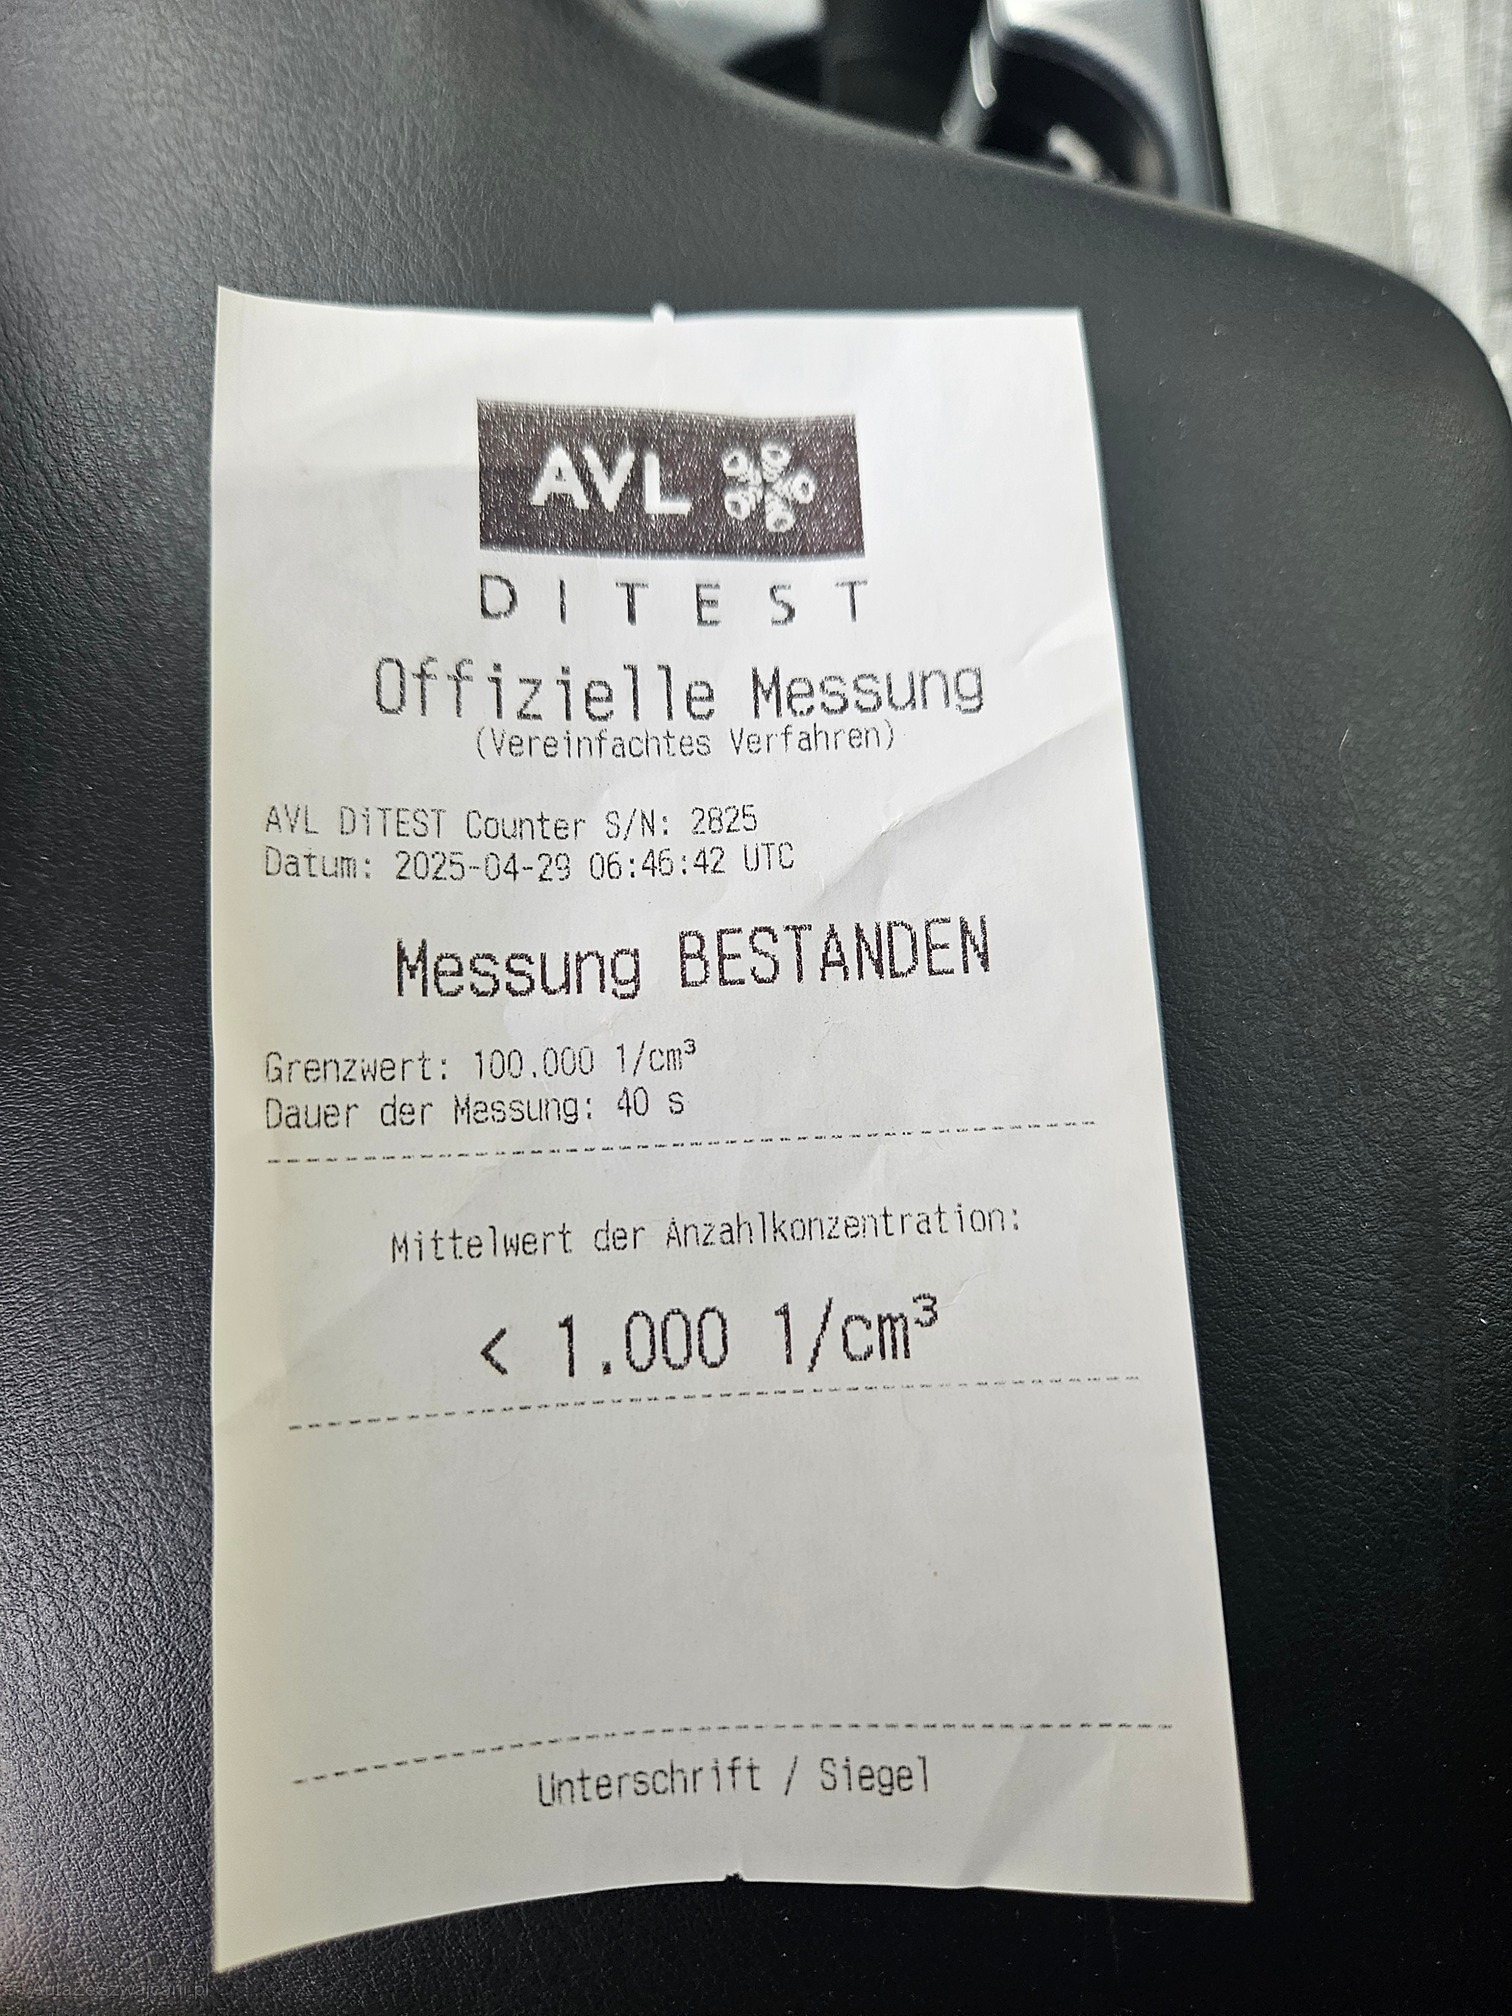 AVL
DITEST
Offizielle Messung
(Vereinfachtes Verfahren)
AVL DiTEST Counter S/N: 2825
Datum: 2025-04-29 06:46:42 UTC
Messung BESTANDEN
Grenzwert: 100.000 1/cm³
Dauer der Messung: 40 s
Mittelwert der Anzahlkonzentration:
< 1.000 1/cm³
Unterschrift / Siegel
AutaZeSzwajcarii.pl